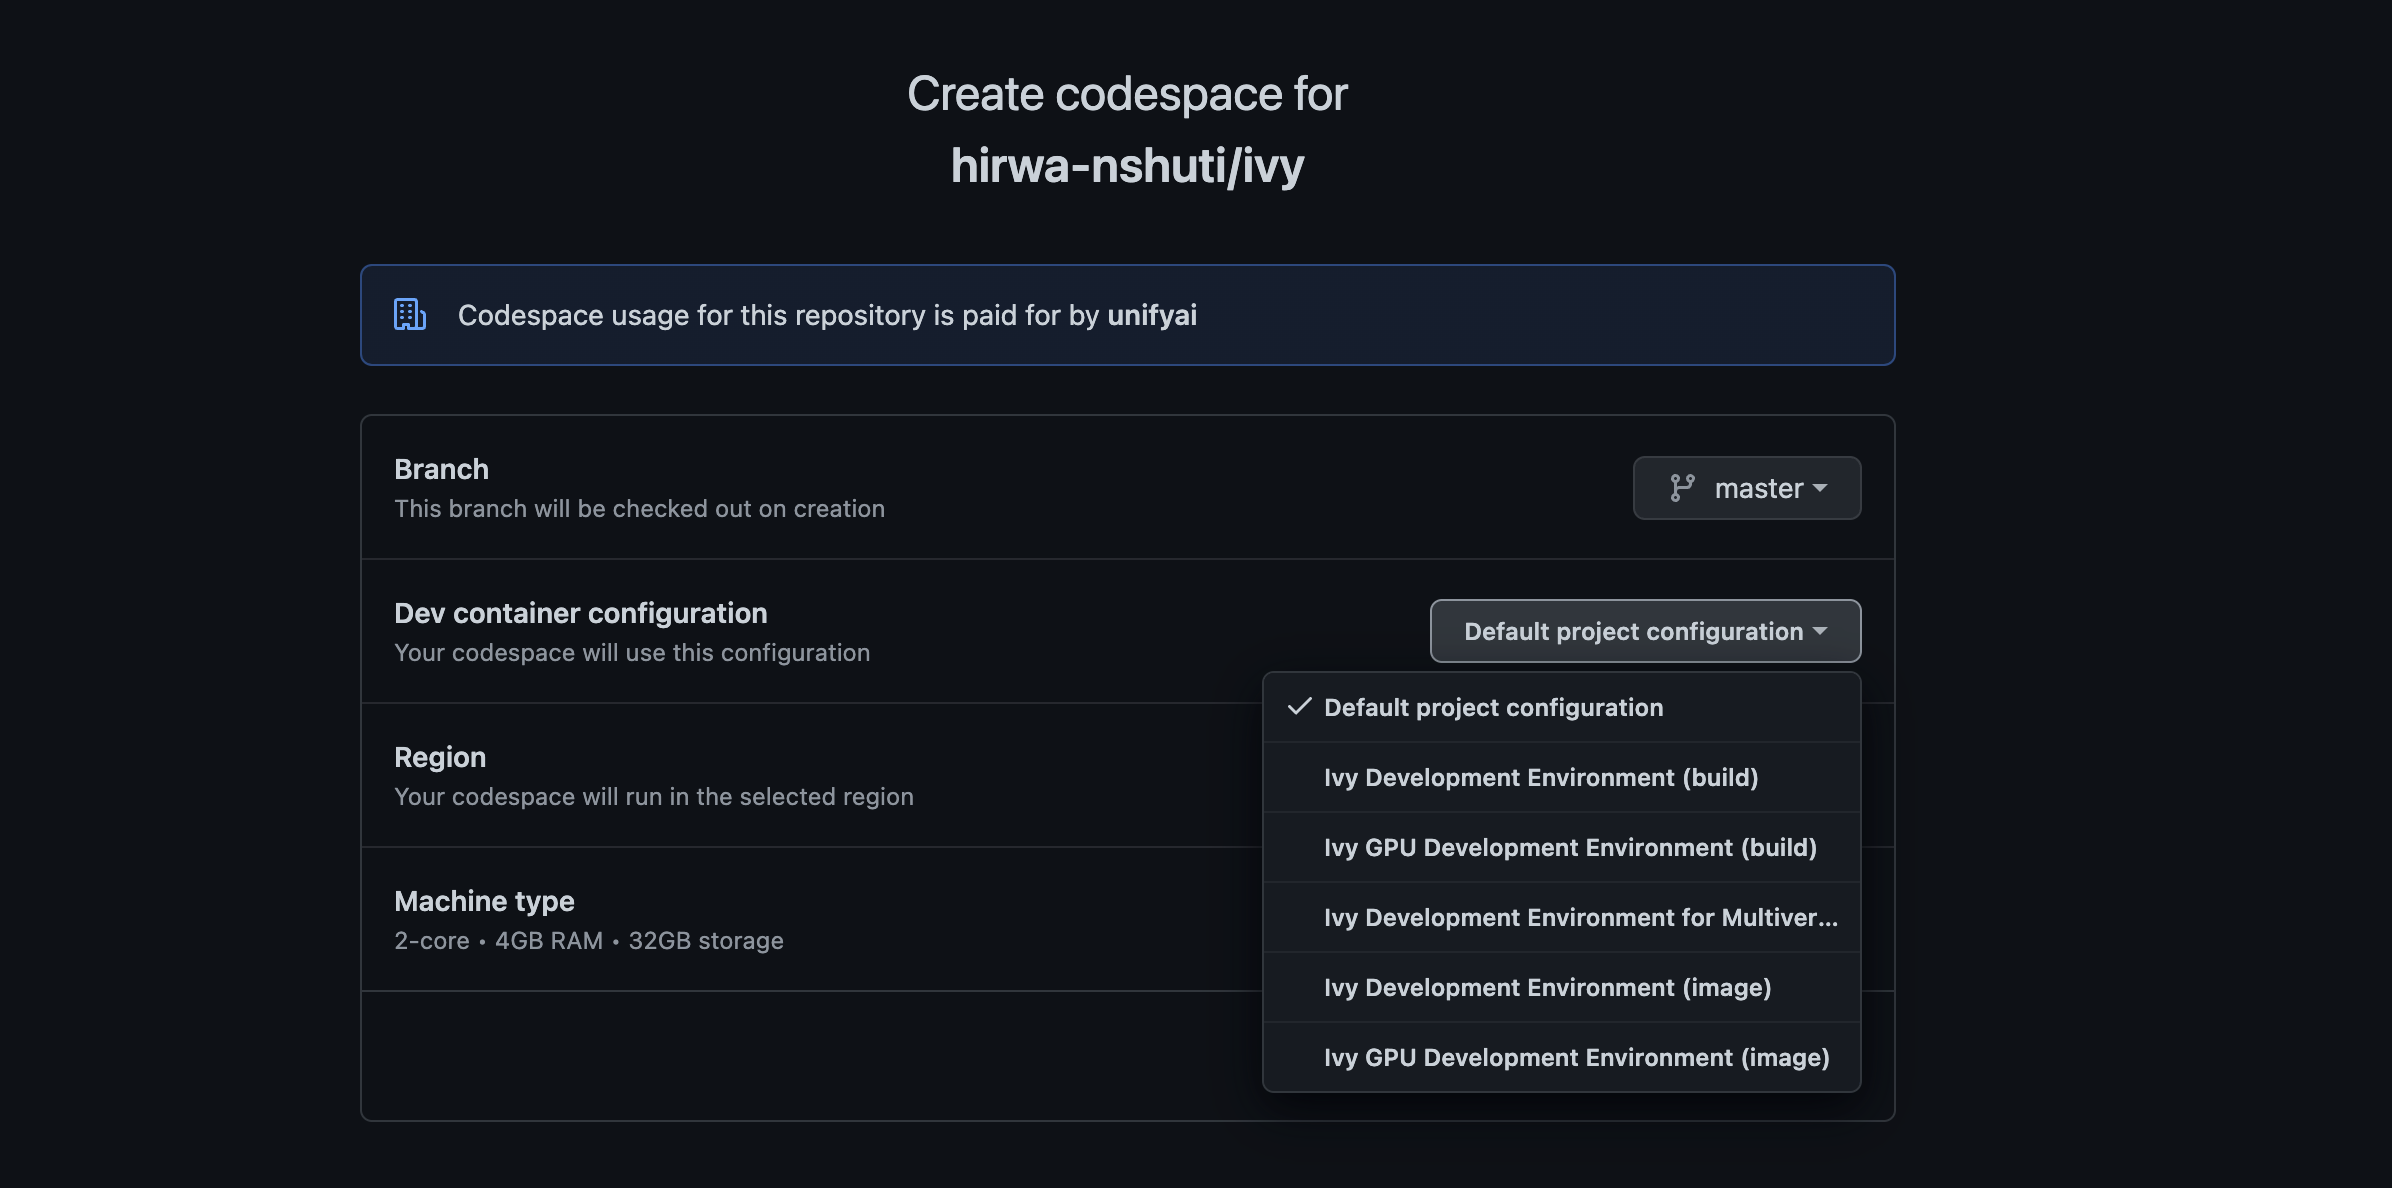 Create codespace for
hirwa-nshuti/ivy
Codespace usage for this repository is paid for by unifyai
Branch
This branch will be checked out on creation
master
Dev container configuration
Your codespace will use this configuration
Default project configuration
Default project configuration
Ivy Development Environment (build)
Ivy GPU Development Environment (build)
Ivy Development Environment for Multiver...
Ivy Development Environment (image)
Ivy GPU Development Environment (image)
Region
Your codespace will run in the selected region
Machine type
2-core • 4GB RAM • 32GB storage